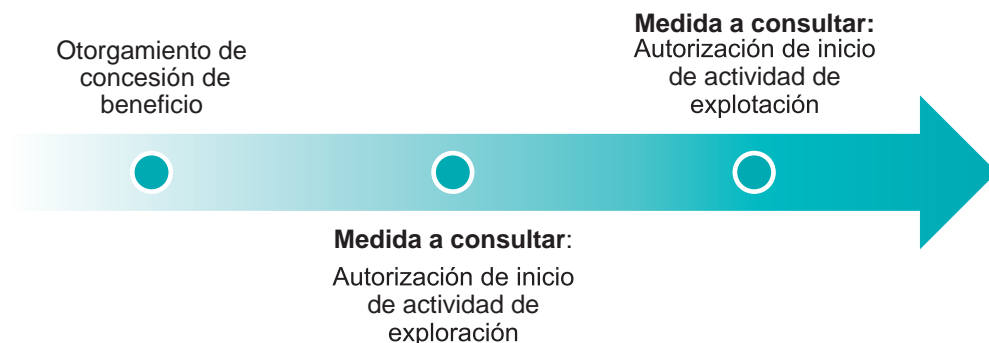 Otorgamiento de
concesión de
beneficio
Medida a consultar:
Autorización de inicio
de actividad de
exploración
Medida a consultar:
Autorización de inicio
de actividad de
explotación